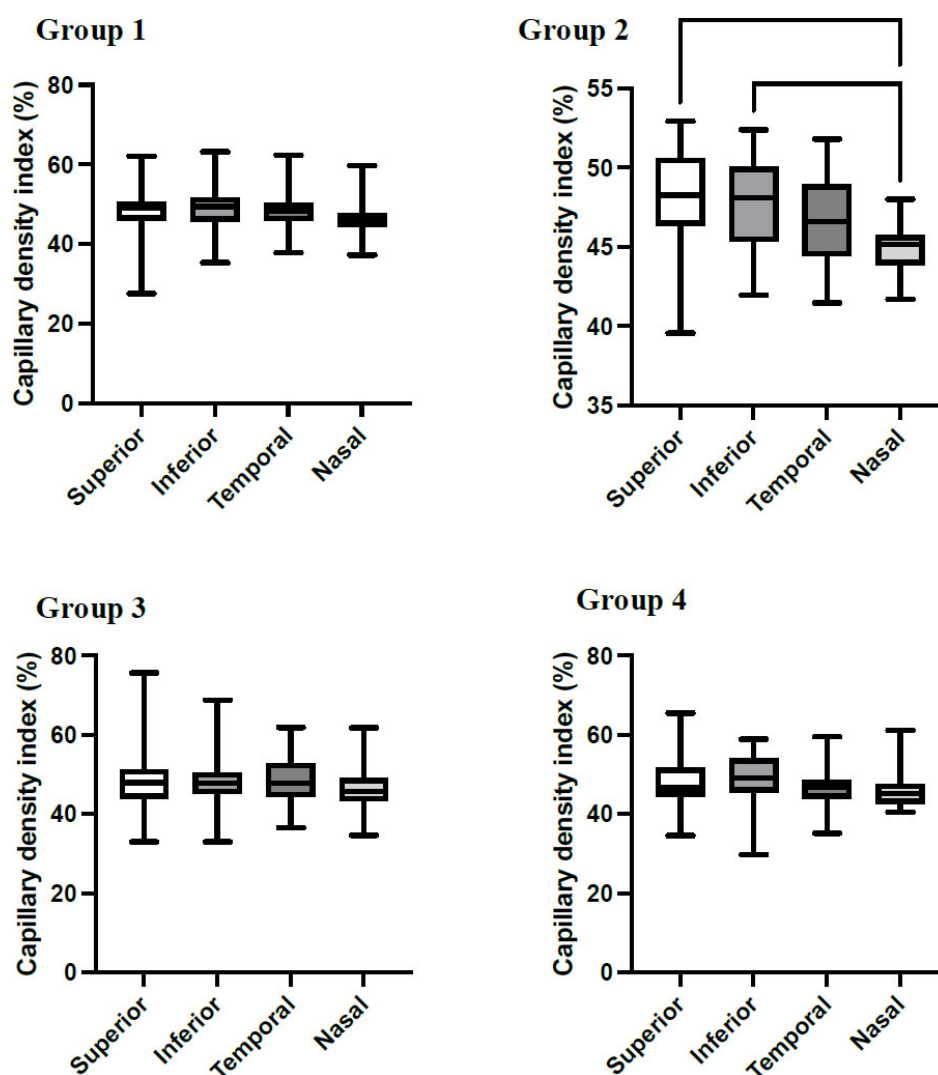 Group 1
Capillary density index (%)
80
60
40
20
0
Superior
Inferior
Temporal
Nasal
Group 2
Capillary density index (%)
55
50
45
40
35
Superior
Inferior
Temporal
Nasal
Group 3
Capillary density index (%)
80
60
40
20
0
Superior
Inferior
Temporal
Nasal
Group 4
Capillary density index (%)
80
60
40
20
0
Superior
Inferior
Temporal
Nasal